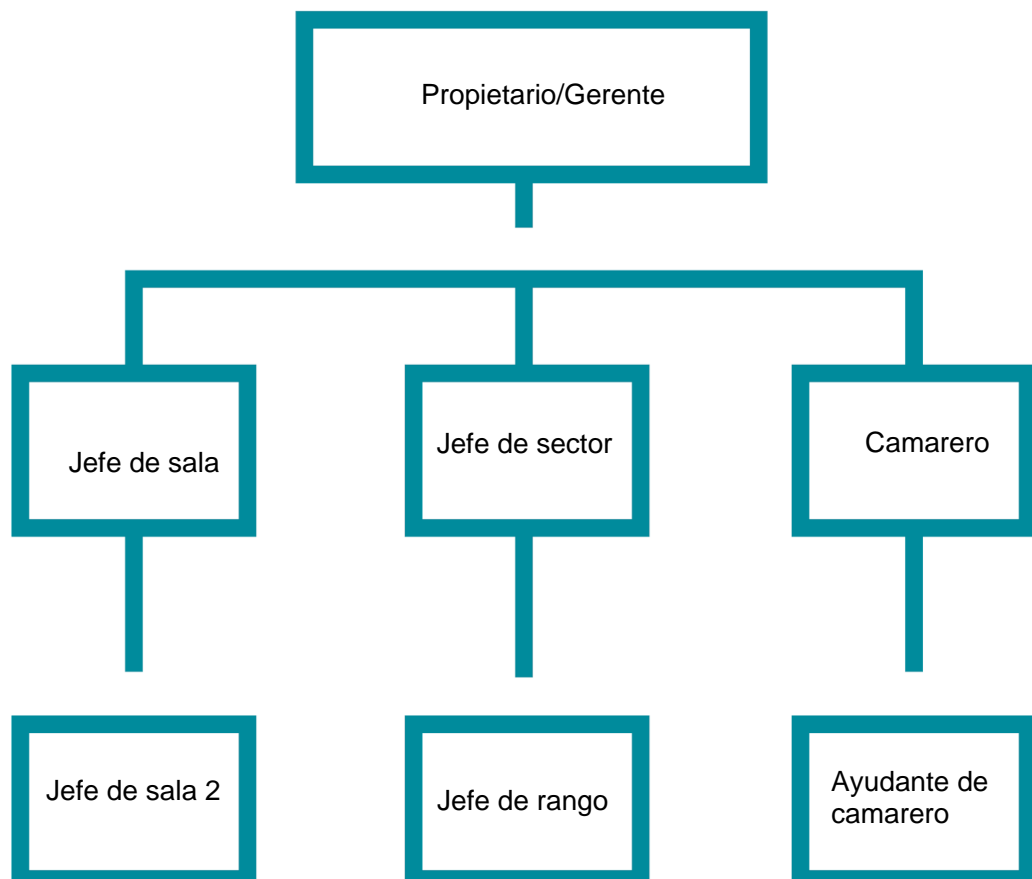 Propietario/Gerente
Jefe de sala
Jefe de sector
Camarero
Jefe de sala 2
Jefe de rango
Ayudante de
camarero